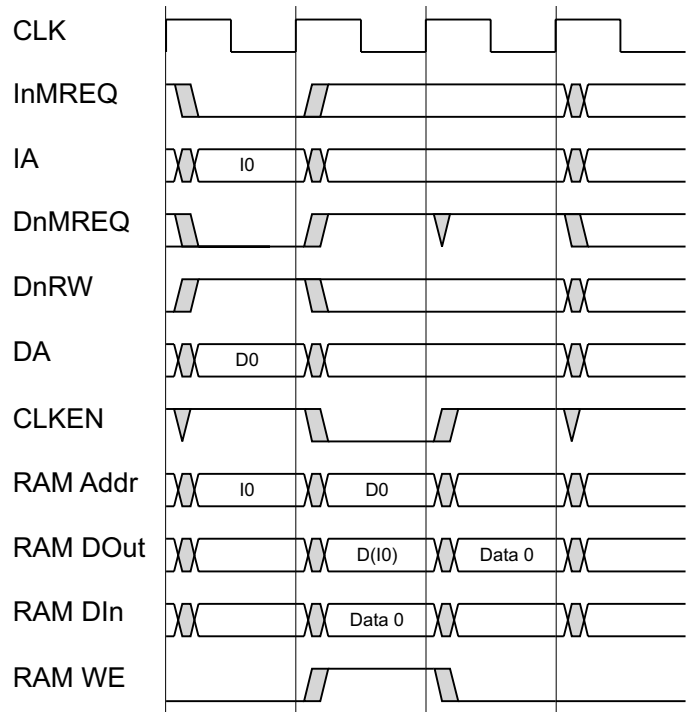 CLK
InMREQ
IA I0
DnMREQ
DnRW
DA D0
CLKEN
RAM Addr I0 D0
RAM DOut D(I0) Data 0
RAM DIn Data 0
RAM WE